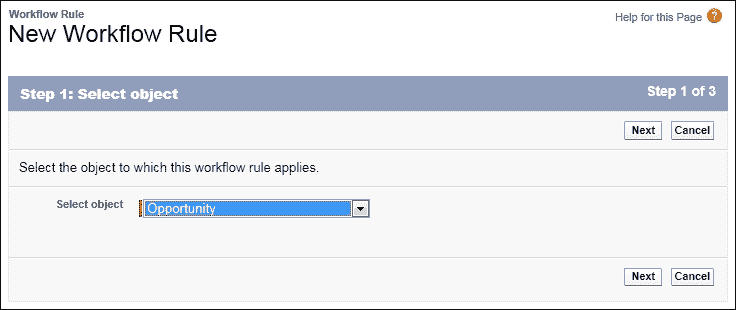 Workflow Rule
Help for this Page ?
New Workflow Rule
Step 1: Select object
Step 1 of 3
Next Cancel
Select the object to which this workflow rule applies.
Select object Opportunity
Next Cancel